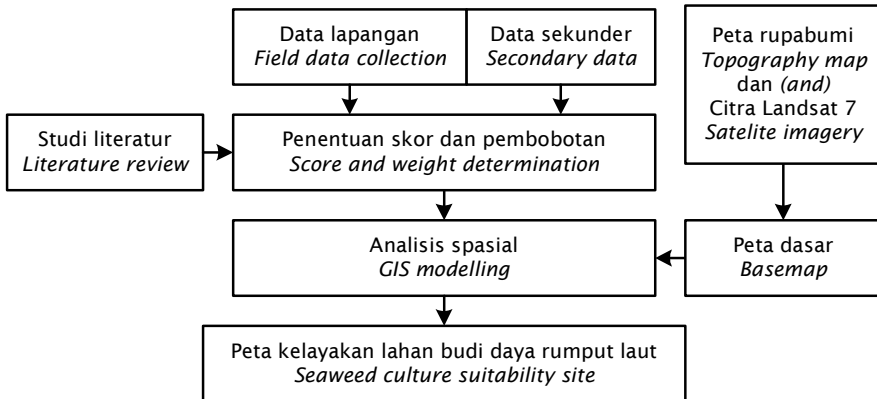 Data lapangan
Field data collection
Data sekunder
Secondary data
Peta rupabumi
Topography map
dan (and)
Citra Landsat 7
Satelite imagery
Studi literatur
Literature review
Penentuan skor dan pembobotan
Score and weight determination
Analisis spasial
GIS modelling
Peta dasar
Basemap
Peta kelayakan lahan budi daya rumput laut
Seaweed culture suitability site